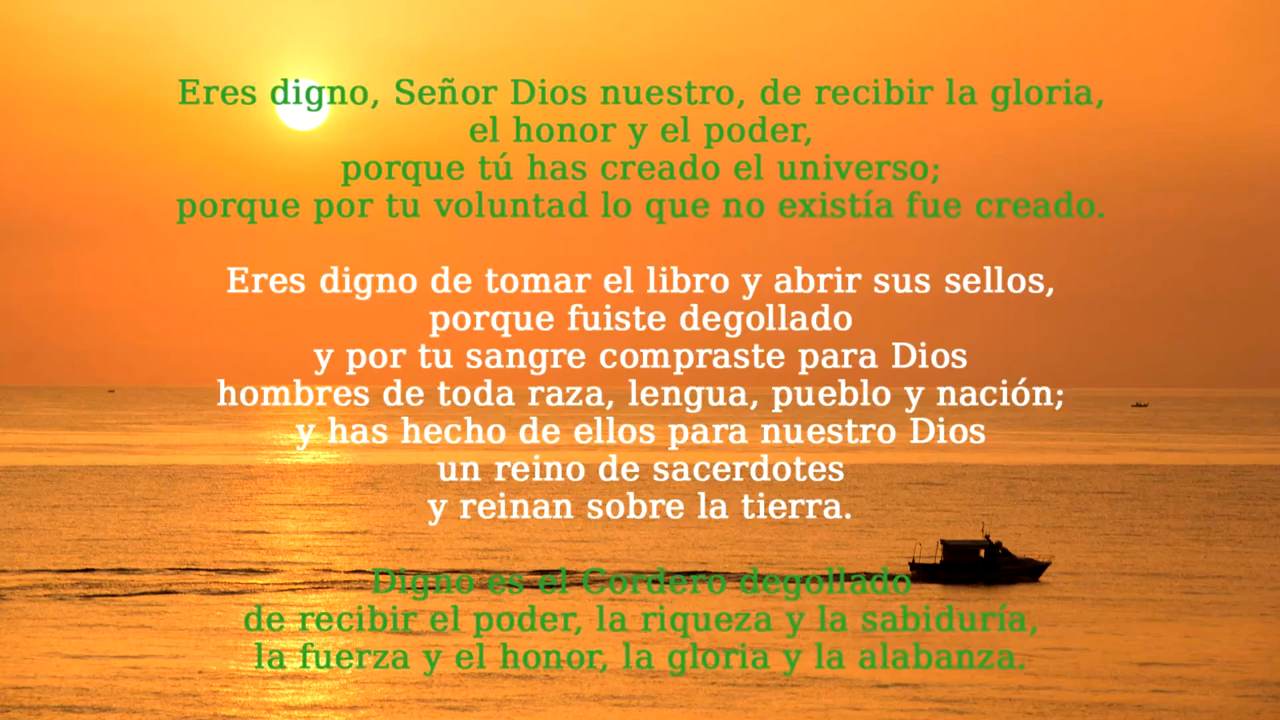 Eres digno, Señor Dios nuestro, de recibir la gloria,
el honor y el poder,
porque tú has creado el universo;
porque por tu voluntad lo que no existía fue creado.
Eres digno de tomar el libro y abrir sus sellos,
porque fuiste degollado
y por tu sangre compraste para Dios
hombres de toda raza, lengua, pueblo y nación;
y has hecho de ellos para nuestro Dios
un reino de sacerdotes
y reinan sobre la tierra.
Digno es el Cordero degollado
de recibir el poder, la riqueza y la sabiduría,
la fuerza y el honor, la gloria y la alabanza.